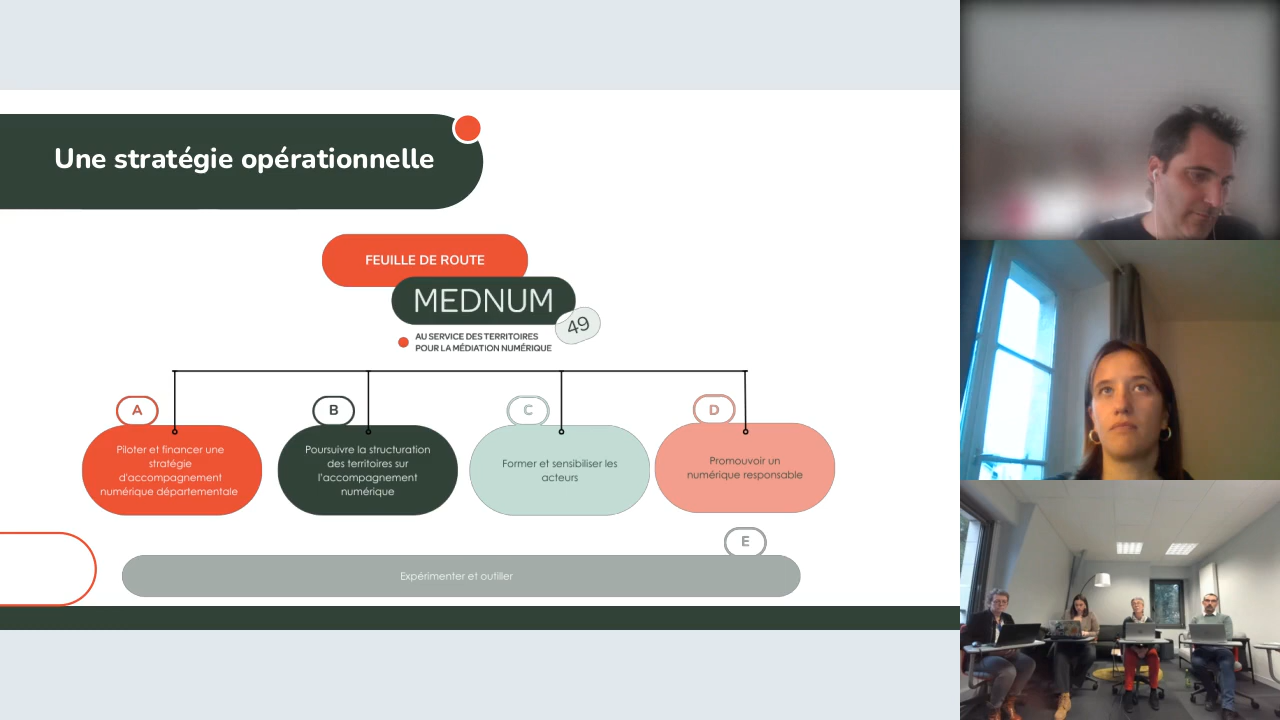 Une stratégie opérationnelle
FEUILLE DE ROUTE
MEDNUM
49
AU SERVICE DES TERRITOIRES
POUR LA MÉDIATION NUMÉRIQUE
A
Piloter et financer une
stratégie
d'accompagnement
numérique départementale
B
Poursuivre la structuration
des territoires sur
l'accompagnement
numérique
C
Former et sensibiliser les
acteurs
D
Promouvoir un
numérique responsable
E
Expérimenter et outiller